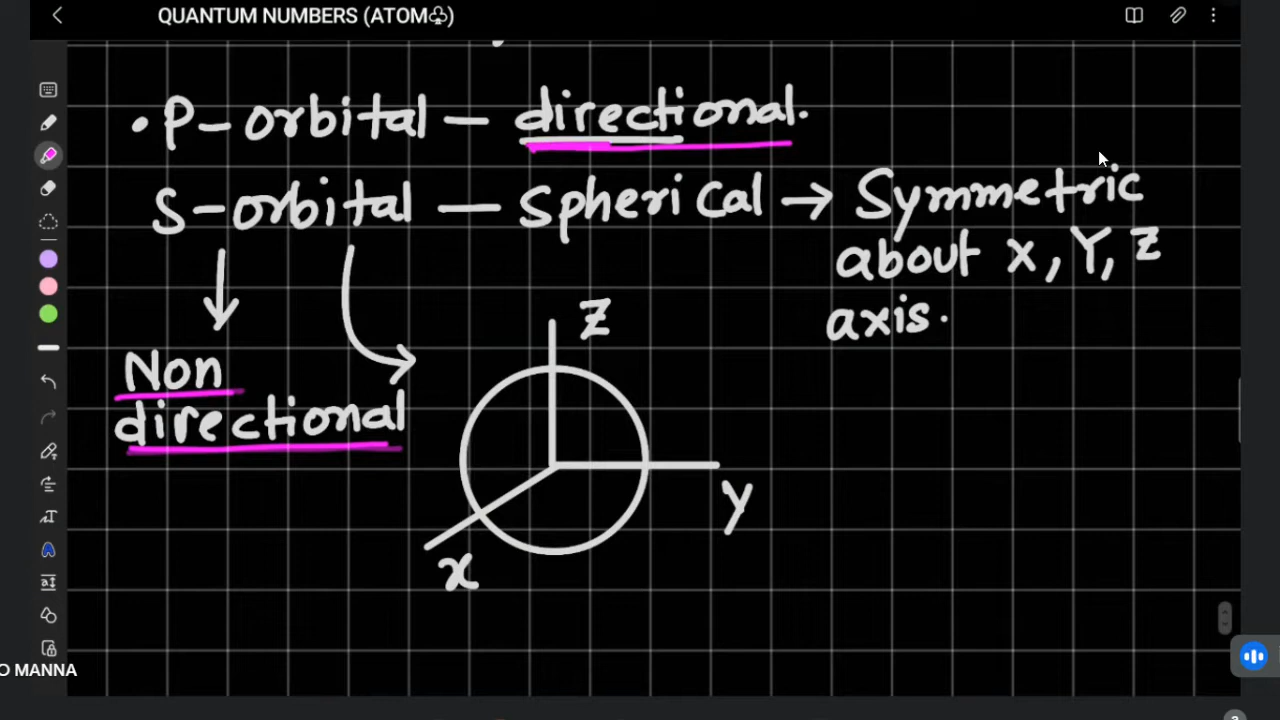 QUANTUM NUMBERS (ATOM♧)
• P-orbital — directional.
S-orbital — Spherical → Symmetric
about x, Y, Z
axis.
Non
directional
Z
Y
x
O MANNA